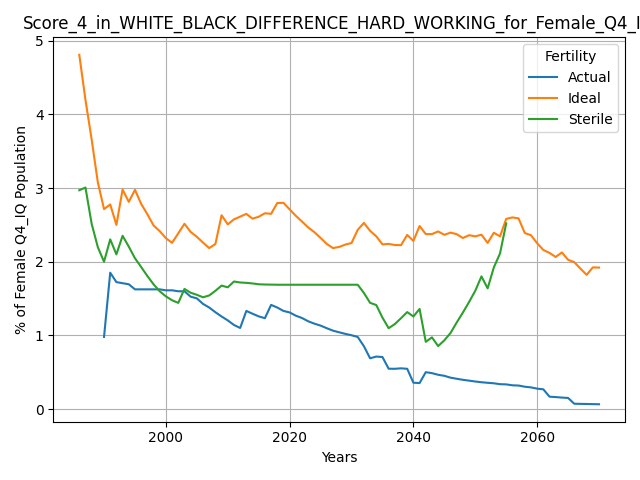 Score_4_in_WHITE_BLACK_DIFFERENCE_HARD_WORKING_for_Female_Q4_I
% of Female Q4_IQ Population
5
4
3
2
1
0
Fertility
Actual
Ideal
Sterile
2000
2020
2040
2060
Years